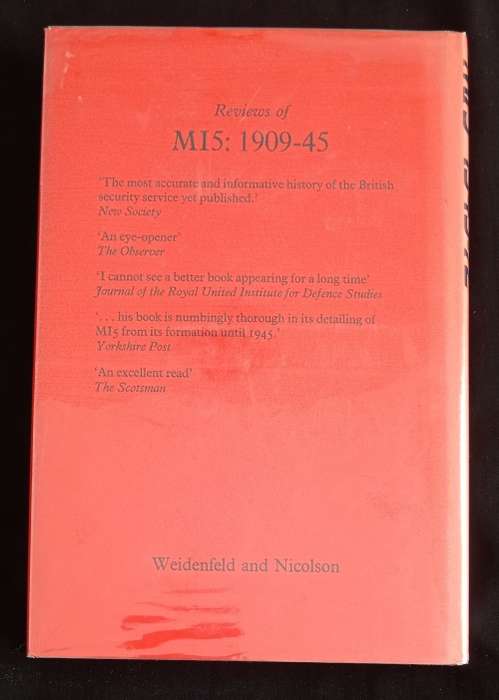 Reviews of
MI5: 1909-45
'The most accurate and informative history of the British
security service yet published.'
New Society
'An eye-opener'
The Observer
'I cannot see a better book appearing for a long time'
Journal of the Royal United Institute for Defence Studies
'. . . his book is numbingly thorough in its detailing of
MI5 from its formation until 1945.'
Yorkshire Post
'An excellent read'
The Scotsman
Weidenfeld and Nicolson